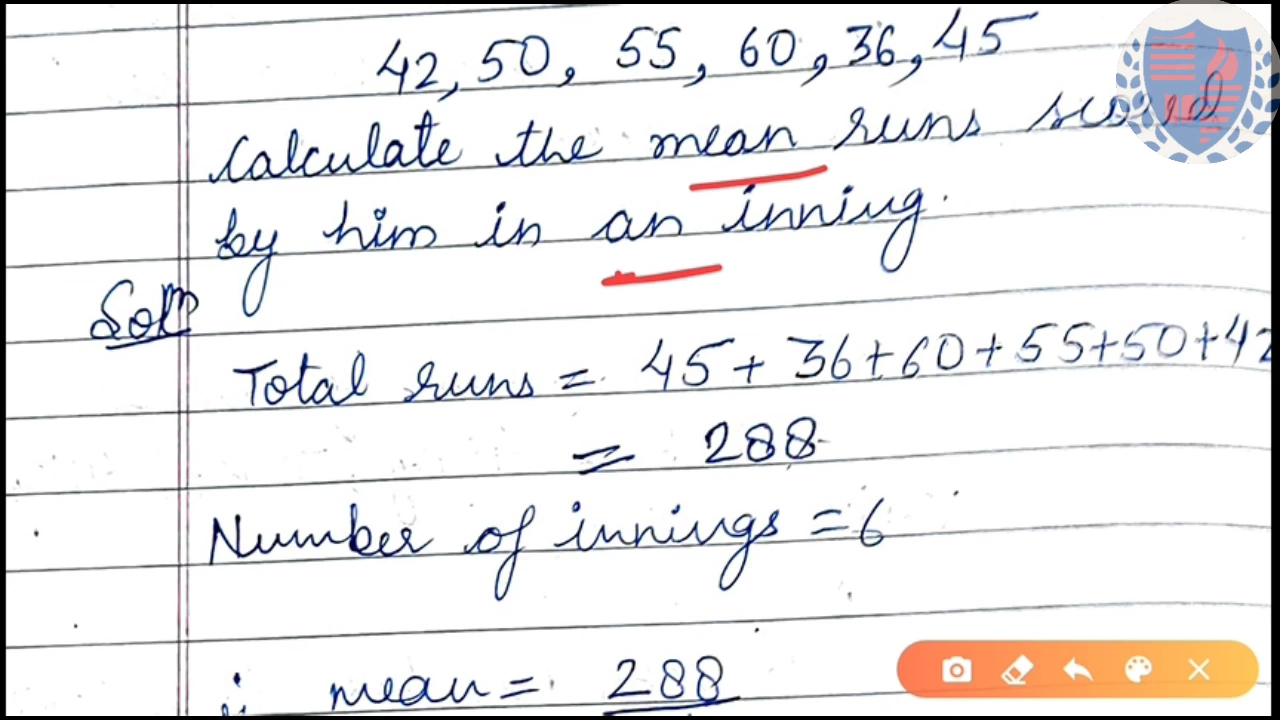 42, 50, 55, 60, 36, 45
Calculate the mean runs scored
by him in an inning.
Soln
Total runs = 45 + 36 + 60 + 55 + 50 + 42
= 288
Number of innings = 6
mean = 288